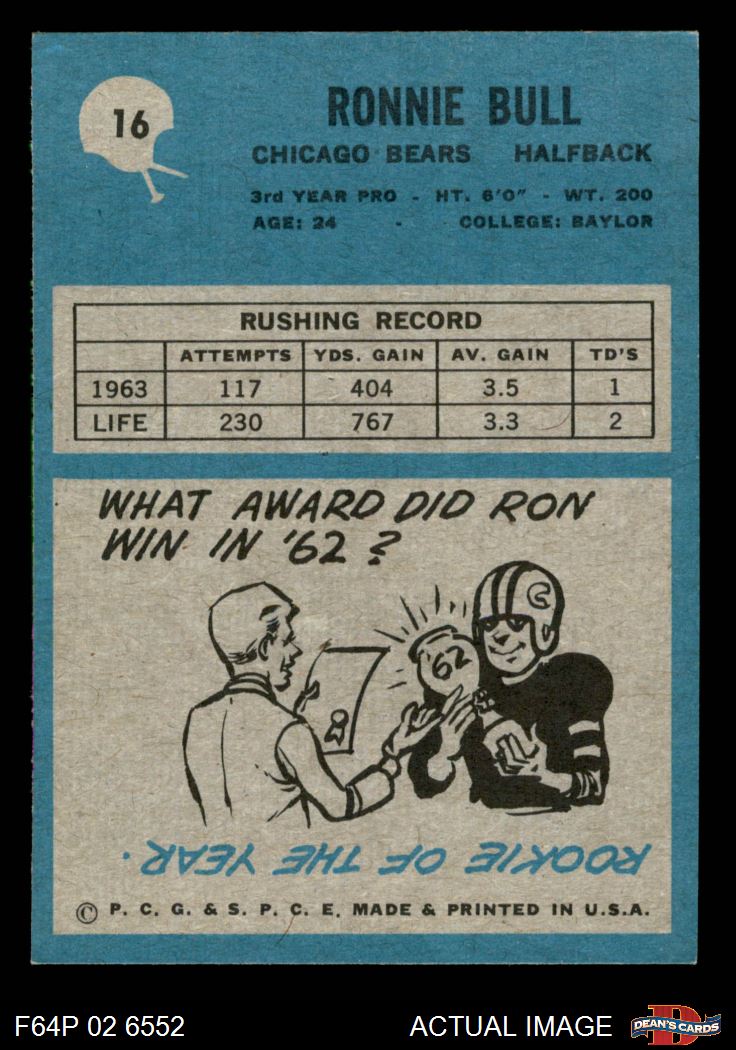 16
RONNIE BULL
CHICAGO BEARS HALFBACK
3rd YEAR PRO - HT. 6'0" - WT. 200
AGE: 24 - COLLEGE: BAYLOR
RUSHING RECORD
ATTEMPTS YDS. GAIN AV. GAIN TD'S
1963 117 404 3.5 1
LIFE 230 767 3.3 2
WHAT AWARD DID RON
WIN IN '62?
C
'62
ROOKIE OF THE YEAR.
© P. C. G. & S. P. C. E. MADE & PRINTED IN U.S.A.
F64P 02 6552 ACTUAL IMAGE
D
DEAN'S CARDS